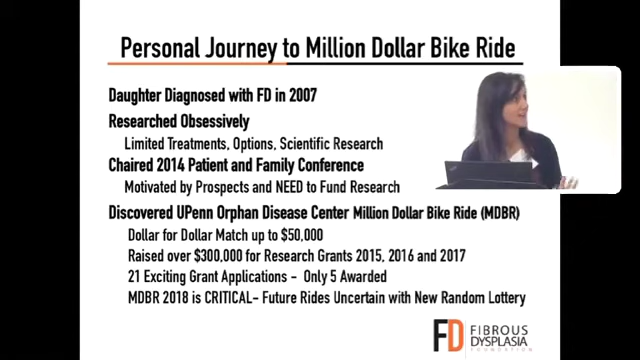 Personal Journey to Million Dollar Bike Ride
Daughter Diagnosed with FD in 2007
Researched Obsessively
Limited Treatments, Options, Scientific Research
Chaired 2014 Patient and Family Conference
Motivated by Prospects and NEED to Fund Research
Discovered UPenn Orphan Disease Center Million Dollar Bike Ride (MDBR)
Dollar for Dollar Match up to $50,000
Raised over $300,000 for Research Grants 2015, 2016 and 2017
21 Exciting Grant Applications - Only 5 Awarded
MDBR 2018 is CRITICAL- Future Rides Uncertain with New Random Lottery
FD FIBROUS
DYSPLASIA
FOUNDATION